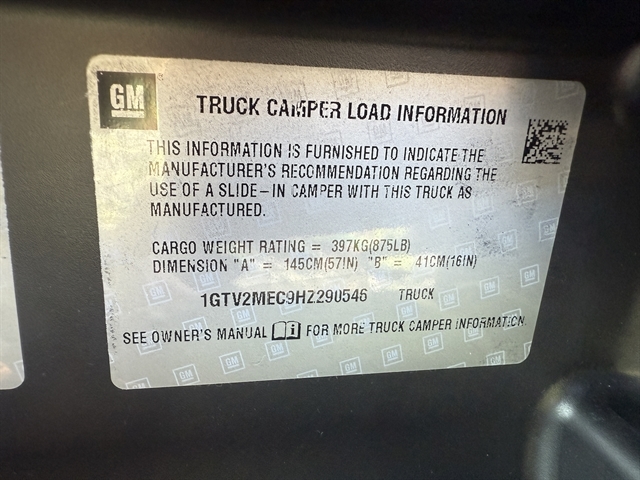 GM
TRUCK CAMPER LOAD INFORMATION
THIS INFORMATION IS FURNISHED TO INDICATE THE
MANUFACTURER'S RECOMMENDATION REGARDING THE
USE OF A SLIDE-IN CAMPER WITH THIS TRUCK AS
MANUFACTURED.
CARGO WEIGHT RATING = 397KG(875LB)
DIMENSION "A" = 145CM(57IN) "B" = 41CM(16IN)
1GTV2MEC9HZ290546 TRUCK
SEE OWNER'S MANUAL FOR MORE TRUCK CAMPER INFORMATION